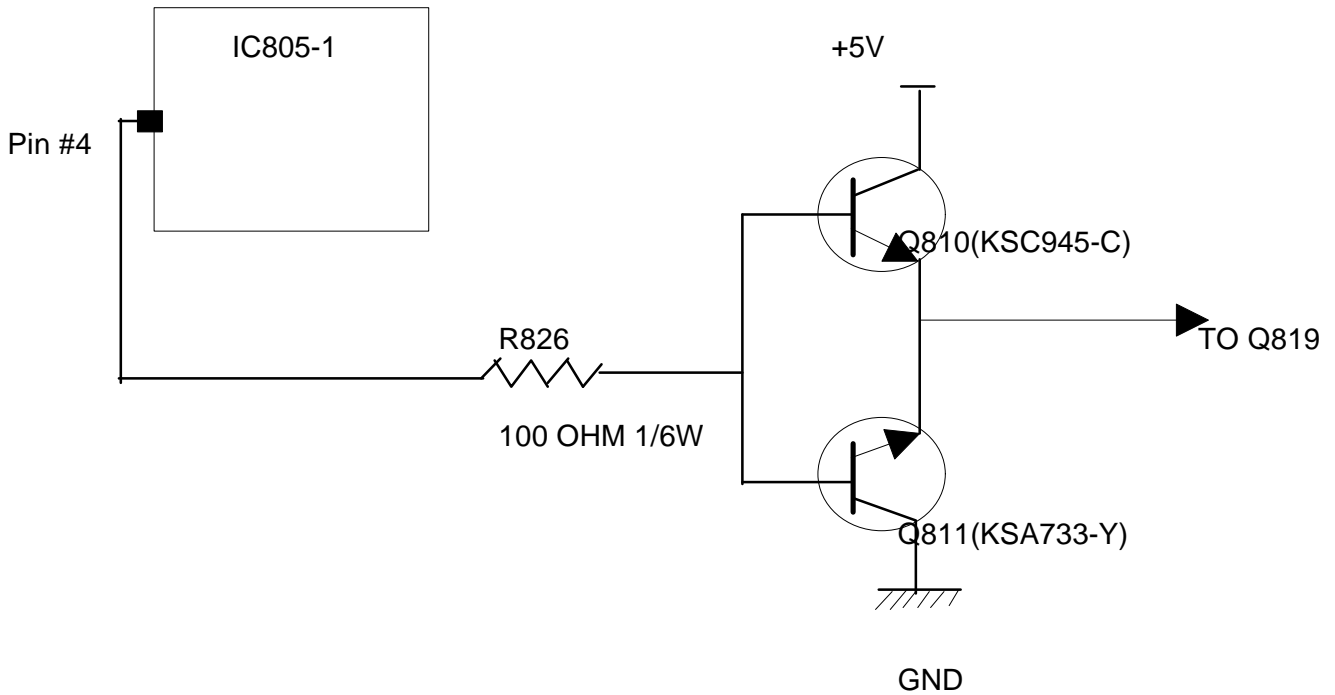 IC805-1
+5V
Pin #4
Q810(KSC945-C)
R826
TO Q819
100 OHM 1/6W
Q811(KSA733-Y)
GND